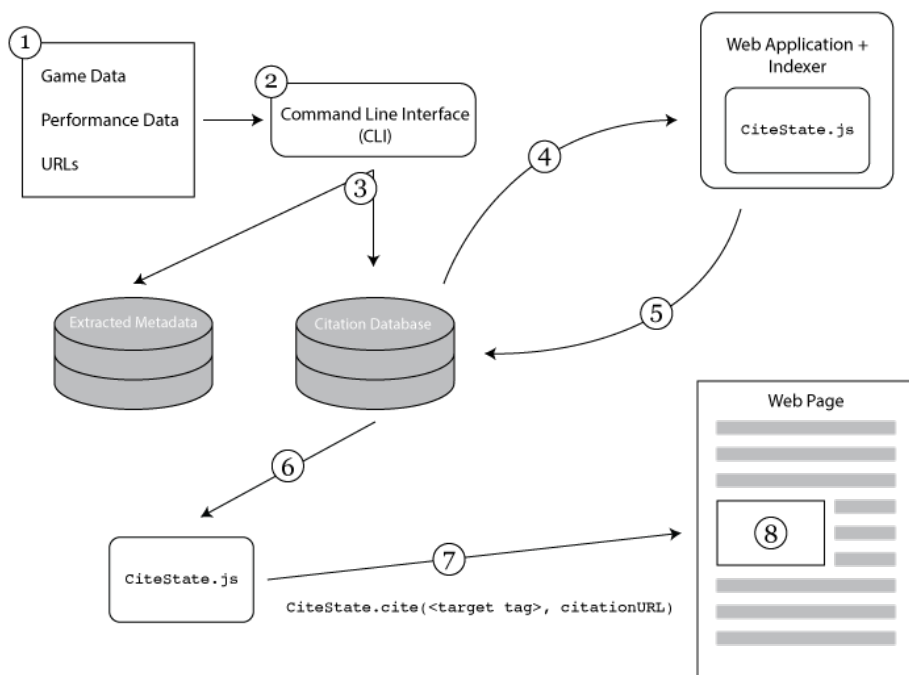 1
Game Data
Performance Data
URLs
2
Command Line Interface
(CLI)
3
Extracted Metadata
Citation Database
4
Web Application +
Indexer
CiteState.js
5
6
CiteState.js
7
CiteState.cite(<target tag>, citationURL)
Web Page
8